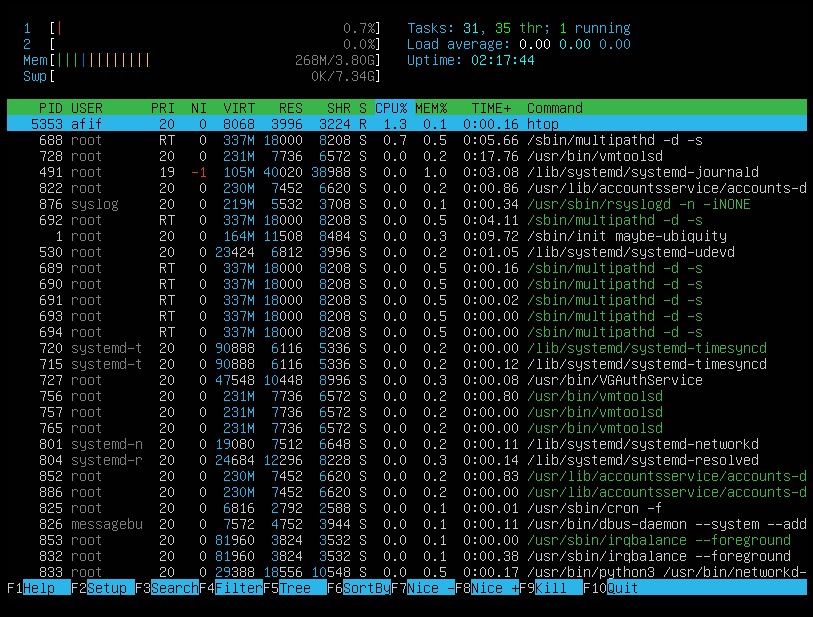 1 [| 0.7%] Tasks: 31, 35 thr; 1 running
2 [ 0.0%] Load average: 0.00 0.00 0.00
Mem[|||||||||||| 268M/3.80G] Uptime: 02:17:44
Swp[ 0K/7.34G]
PID USER PRI NI VIRT RES SHR S CPU% MEM% TIME+ Command
5353 afif 20 0 8068 3996 3224 R 1.3 0.1 0:00.16 htop
688 root RT 0 337M 18000 8208 S 0.7 0.5 0:05.66 /sbin/multipathd -d -s
728 root 20 0 231M 7736 6572 S 0.0 0.2 0:17.76 /usr/bin/vmtoolsd
491 root 19 -1 105M 40020 38988 S 0.0 1.0 0:03.08 /lib/systemd/systemd-journald
822 root 20 0 230M 7452 6620 S 0.0 0.2 0:00.86 /usr/lib/accountsservice/accounts-d
876 syslog 20 0 219M 5532 3708 S 0.0 0.1 0:00.34 /usr/sbin/rsyslogd -n -iNONE
692 root RT 0 337M 18000 8208 S 0.0 0.5 0:04.11 /sbin/multipathd -d -s
1 root 20 0 164M 11508 8484 S 0.0 0.3 0:09.72 /sbin/init maybe-ubiquity
530 root 20 0 23424 6812 3996 S 0.0 0.2 0:01.05 /lib/systemd/systemd-udevd
689 root RT 0 337M 18000 8208 S 0.0 0.5 0:00.16 /sbin/multipathd -d -s
690 root RT 0 337M 18000 8208 S 0.0 0.5 0:00.00 /sbin/multipathd -d -s
691 root RT 0 337M 18000 8208 S 0.0 0.5 0:00.02 /sbin/multipathd -d -s
693 root RT 0 337M 18000 8208 S 0.0 0.5 0:00.00 /sbin/multipathd -d -s
694 root RT 0 337M 18000 8208 S 0.0 0.5 0:00.00 /sbin/multipathd -d -s
720 systemd-t 20 0 90888 6116 5336 S 0.0 0.2 0:00.00 /lib/systemd/systemd-timesyncd
715 systemd-t 20 0 90888 6116 5336 S 0.0 0.2 0:00.12 /lib/systemd/systemd-timesyncd
727 root 20 0 47548 10448 8996 S 0.0 0.3 0:00.08 /usr/bin/VGAuthService
756 root 20 0 231M 7736 6572 S 0.0 0.2 0:00.80 /usr/bin/vmtoolsd
757 root 20 0 231M 7736 6572 S 0.0 0.2 0:00.00 /usr/bin/vmtoolsd
765 root 20 0 231M 7736 6572 S 0.0 0.2 0:00.00 /usr/bin/vmtoolsd
801 systemd-n 20 0 19080 7512 6648 S 0.0 0.2 0:00.11 /lib/systemd/systemd-networkd
804 systemd-r 20 0 24684 12296 8228 S 0.0 0.3 0:00.14 /lib/systemd/systemd-resolved
852 root 20 0 230M 7452 6620 S 0.0 0.2 0:00.83 /usr/lib/accountsservice/accounts-d
886 root 20 0 230M 7452 6620 S 0.0 0.2 0:00.00 /usr/lib/accountsservice/accounts-d
825 root 20 0 6816 2792 2588 S 0.0 0.1 0:00.01 /usr/sbin/cron -f
826 messagebu 20 0 7572 4752 3944 S 0.0 0.1 0:00.11 /usr/bin/dbus-daemon --system --add
853 root 20 0 81960 3824 3532 S 0.0 0.1 0:00.00 /usr/sbin/irqbalance --foreground
832 root 20 0 81960 3824 3532 S 0.0 0.1 0:00.38 /usr/sbin/irqbalance --foreground
833 root 20 0 29388 18556 10548 S 0.0 0.5 0:00.17 /usr/bin/python3 /usr/bin/networkd-
F1Help F2Setup F3SearchF4FilterF5Tree F6SortByF7Nice -F8Nice +F9Kill F10Quit